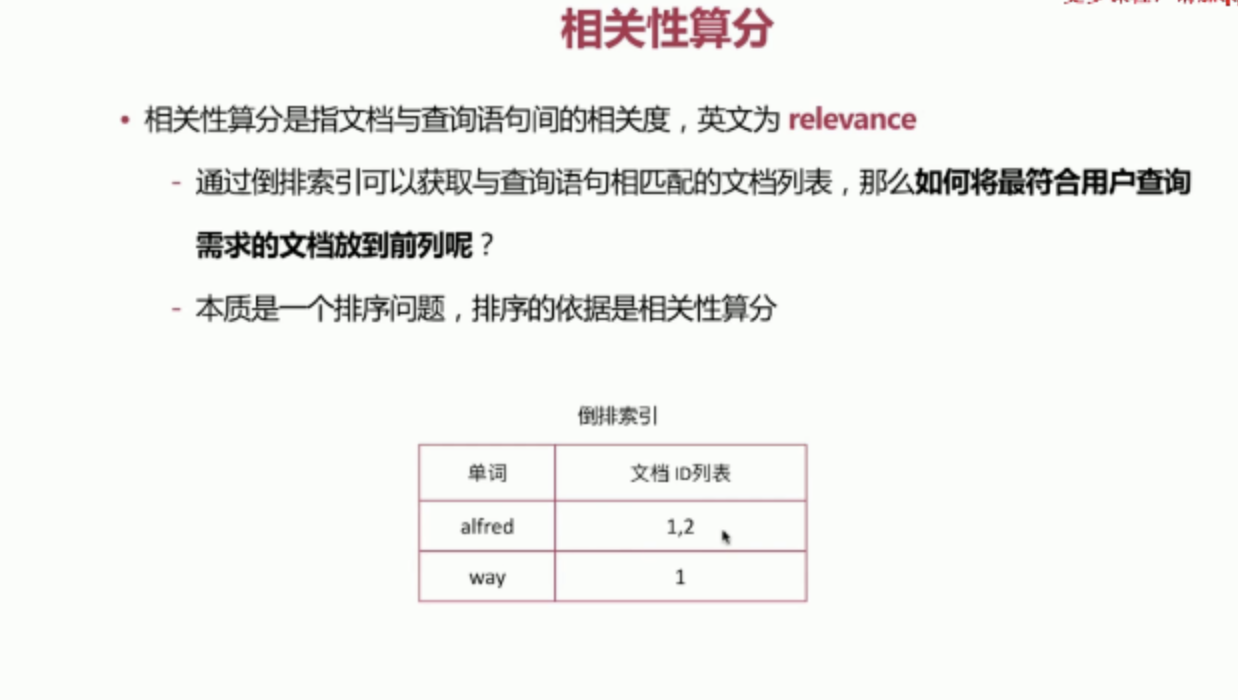 相关性算分
• 相关性算分是指文档与查询语句间的相关度，英文为 relevance
- 通过倒排索引可以获取与查询语句相匹配的文档列表，那么如何将最符合用户查询
需求的文档放到前列呢？
- 本质是一个排序问题，排序的依据是相关性算分
倒排索引
单词 文档 ID列表
alfred 1,2
way 1